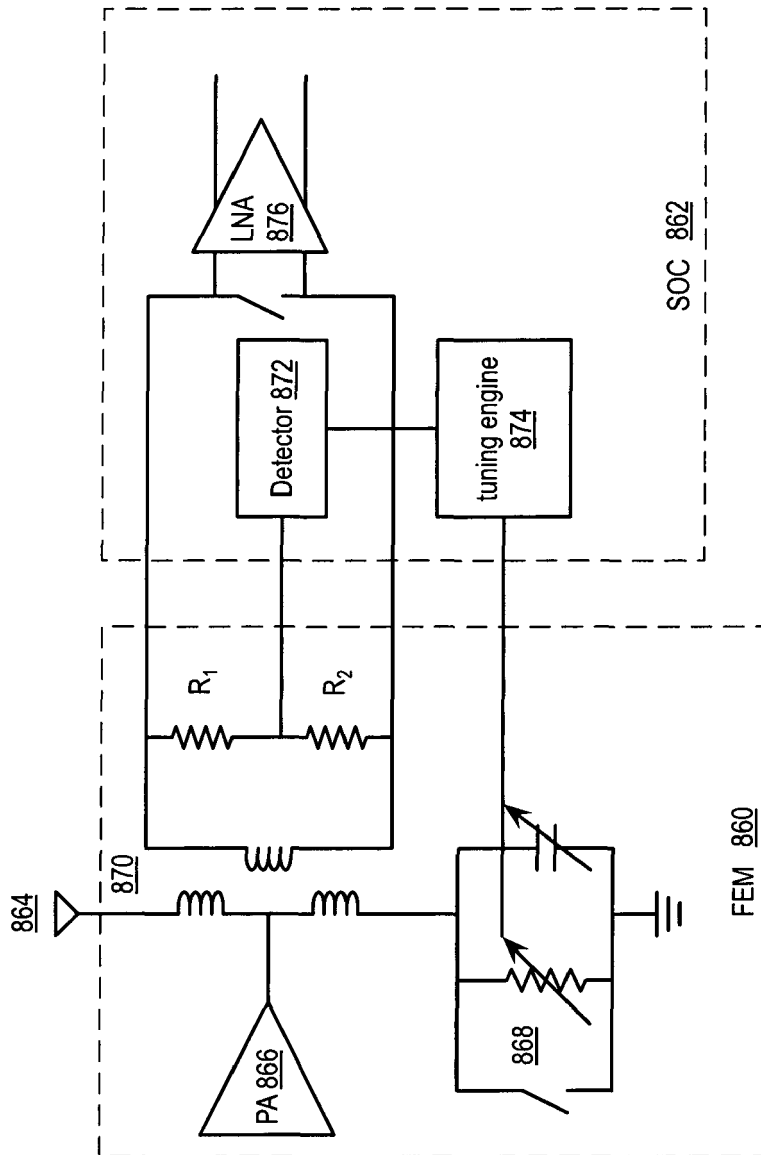 864
870
PA 866
868
R1
R2
FEM 860
Detector 872
tuning engine
874
LNA
876
SOC 862